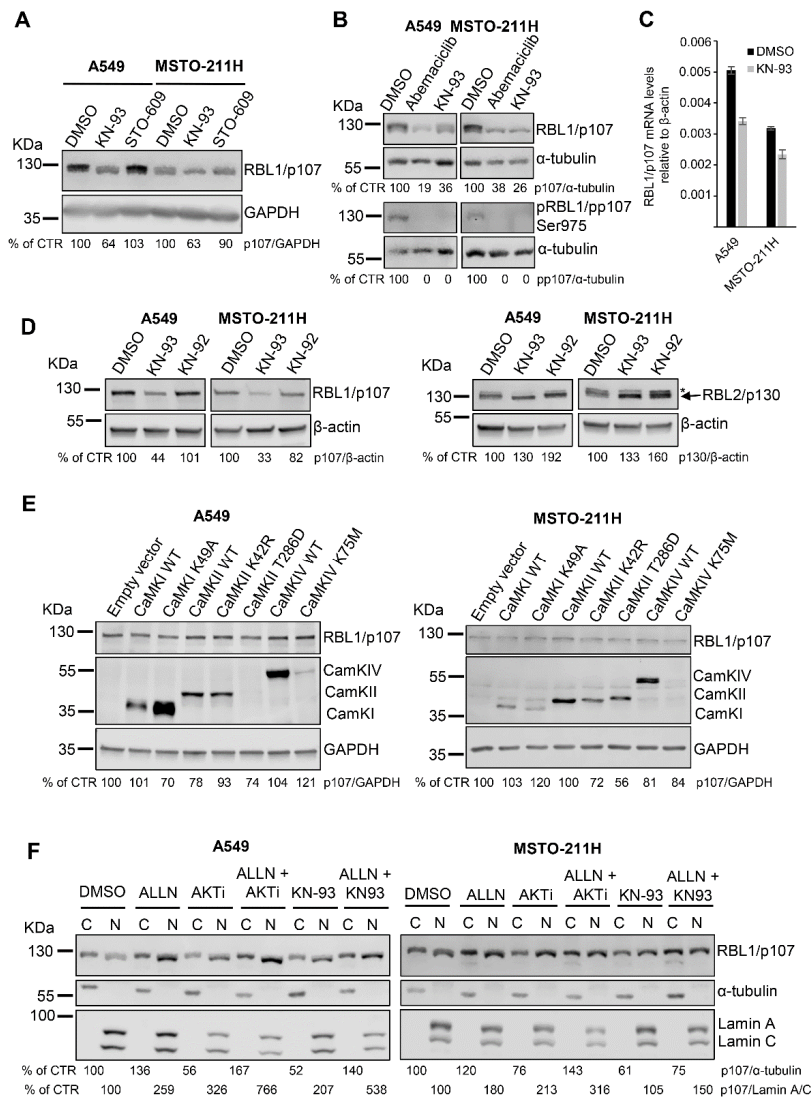 A
A549 MSTO-211H
DMSO KN-93 STO-609 DMSO KN-93 STO-609
KDa
130 RBL1/p107
35 GAPDH
% of CTR 100 64 103 100 63 90 p107/GAPDH
B
A549 MSTO-211H
DMSO Abemaciclib KN-93 DMSO Abemaciclib KN-93
KDa
130 RBL1/p107
55 α-tubulin
% of CTR 100 19 36 100 38 26 p107/α-tubulin
130 pRBL1/pp107
Ser975
55 α-tubulin
% of CTR 100 0 0 100 0 0 pp107/α-tubulin
C
RBL1/p107 mRNA levels
relative to β-actin
0.006
0.005
0.004
0.003
0.002
0.001
DMSO
KN-93
A549
MSTO-211H
D
A549 MSTO-211H
DMSO KN-93 KN-92 DMSO KN-93 KN-92
KDa
130 RBL1/p107
55 β-actin
% of CTR 100 44 101 100 33 82 p107/β-actin
A549 MSTO-211H
DMSO KN-93 KN-92 DMSO KN-93 KN-92
KDa
*
130 RBL2/p130
55 β-actin
% of CTR 100 130 192 100 133 160 p130/β-actin
E
A549
Empty vector CaMKI WT CaMKI K49A CaMKII WT CaMKII K42R CaMKII T286D CaMKIV WT CaMKIV K75M
KDa
130 RBL1/p107
55 CamKIV
CamKII
35 CamKI
35 GAPDH
% of CTR 100 101 70 78 93 74 104 121 p107/GAPDH
MSTO-211H
Empty vector CaMKI WT CaMKI K49A CaMKII WT CaMKII K42R CaMKII T286D CaMKIV WT CaMKIV K75M
KDa
130 RBL1/p107
55 CamKIV
CamKII
35 CamKI
35 GAPDH
% of CTR 100 103 120 100 72 56 81 84 p107/GAPDH
F
A549 MSTO-211H
DMSO ALLN AKTi ALLN + AKTi KN-93 ALLN + KN93 DMSO ALLN AKTi ALLN + AKTi KN-93 ALLN + KN93
C N C N C N C N C N C N C N C N C N C N C N C N
KDa
130 RBL1/p107
55 α-tubulin
100
Lamin A
Lamin C
% of CTR 100 136 56 167 52 140 100 120 76 143 61 75 p107/α-tubulin
% of CTR 100 259 326 766 207 538 100 180 213 316 105 150 p107/Lamin A/C